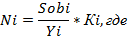 Ni = Sobi / Yi * Ki, где